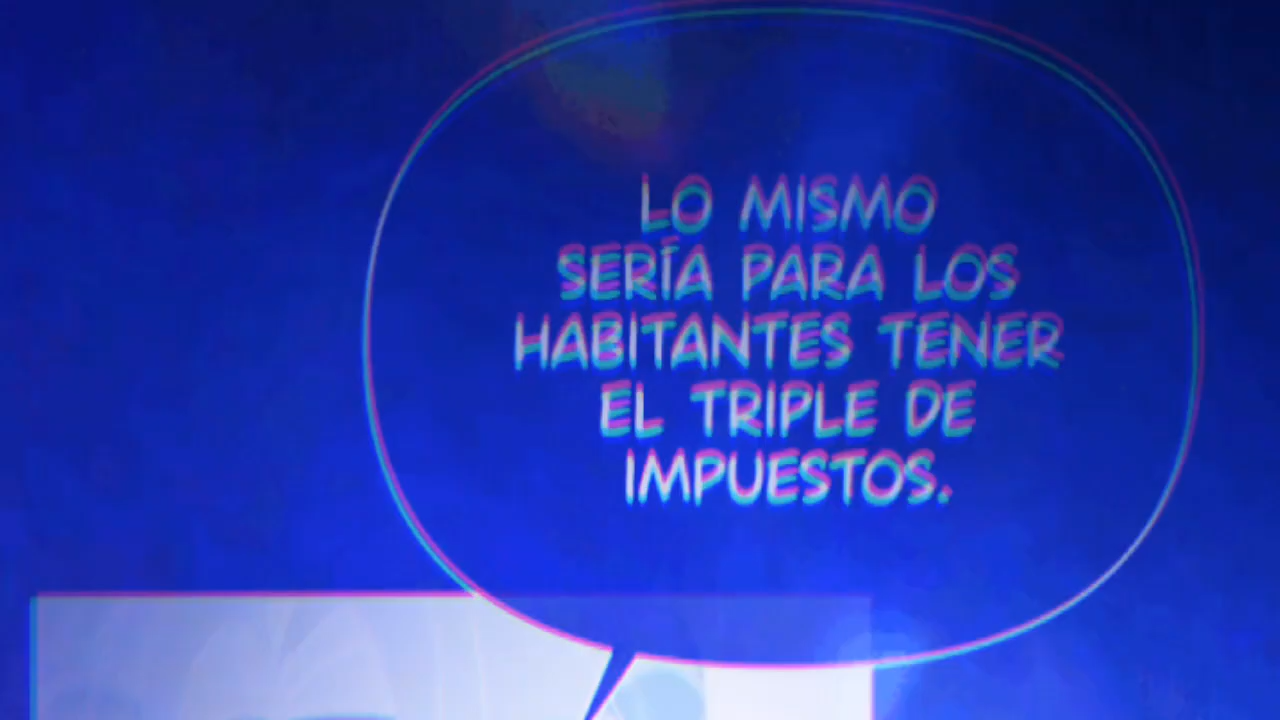 LO MISMO
SERÍA PARA LOS
HABITANTES TENER
EL TRIPLE DE
IMPUESTOS.